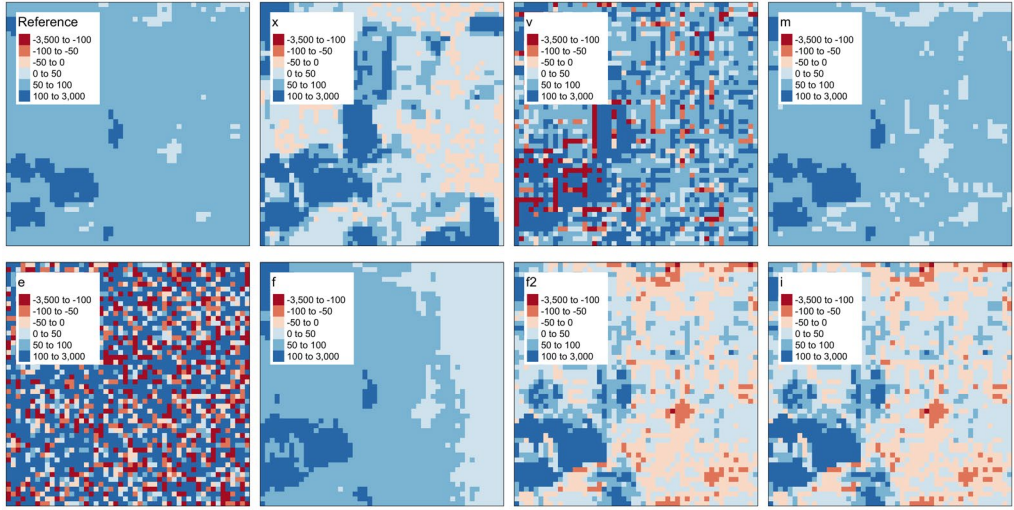 Reference
-3,500 to -100
-100 to -50
-50 to 0
0 to 50
50 to 100
100 to 3,000
x
-3,500 to -100
-100 to -50
-50 to 0
0 to 50
50 to 100
100 to 3,000
v
-3,500 to -100
-100 to -50
-50 to 0
0 to 50
50 to 100
100 to 3,000
m
-3,500 to -100
-100 to -50
-50 to 0
0 to 50
50 to 100
100 to 3,000
e
-3,500 to -100
-100 to -50
-50 to 0
0 to 50
50 to 100
100 to 3,000
f
-3,500 to -100
-100 to -50
-50 to 0
0 to 50
50 to 100
100 to 3,000
f2
-3,500 to -100
-100 to -50
-50 to 0
0 to 50
50 to 100
100 to 3,000
i
-3,500 to -100
-100 to -50
-50 to 0
0 to 50
50 to 100
100 to 3,000